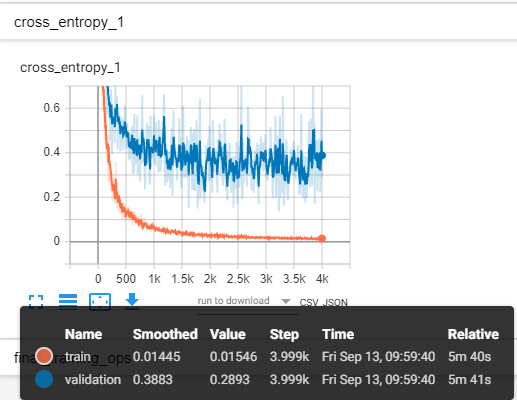 cross_entropy_1
cross_entropy_1
0.6
0.4
0.2
0
0 500 1k 1.5k 2k 2.5k 3k 3.5k 4k
run to download CSV JSON
Name Smoothed Value Step Time Relative
train 0.01445 0.01546 3.999k Fri Sep 13, 09:59:40 5m 40s
validation 0.3883 0.2893 3.999k Fri Sep 13, 09:59:40 5m 41s